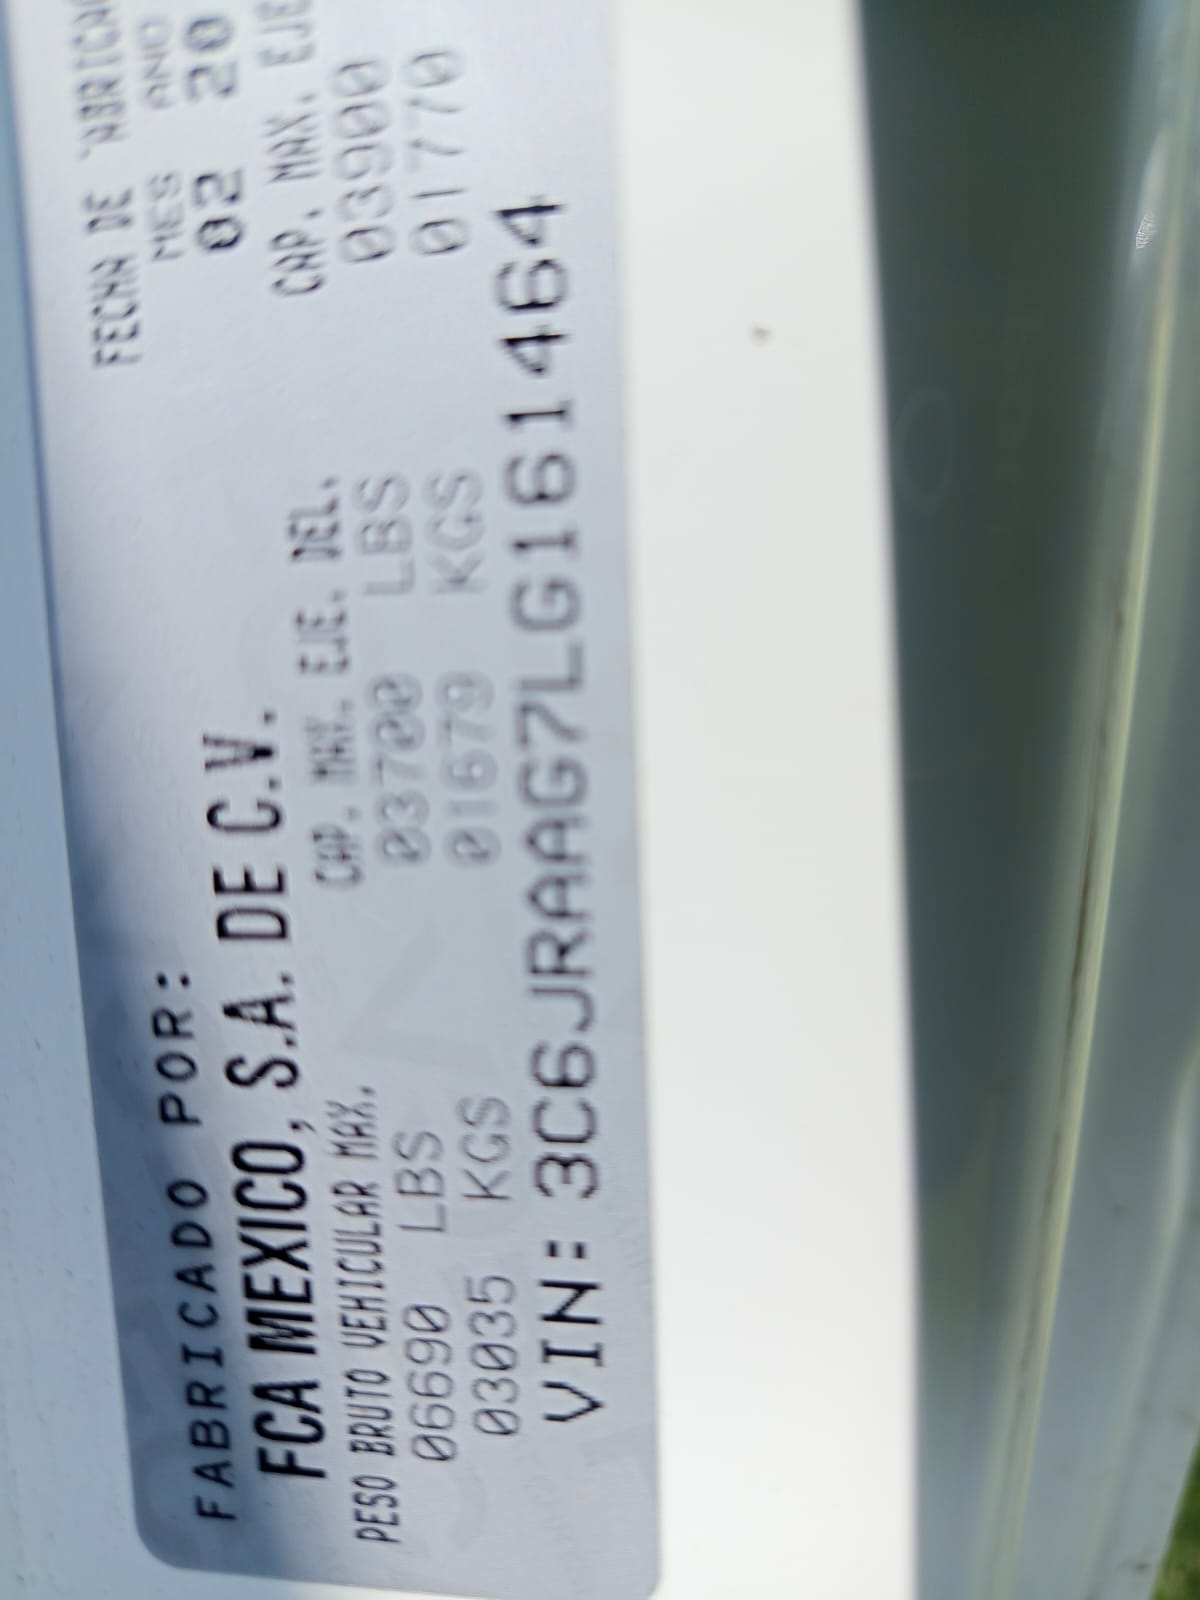 FABRICADO POR:
FCA MEXICO, S.A. DE C.V.
FECHA DE
MES AND
02 20
PESO BRUTO VEHICULAR MAX.
06690 LBS
03035 KGS
CAP. MAX. EJE. DEL.
03700 LBS
01679 KGS
CAP. MAX. EJE
03900
01770
VIN: 3C6JRAAG7LG161464